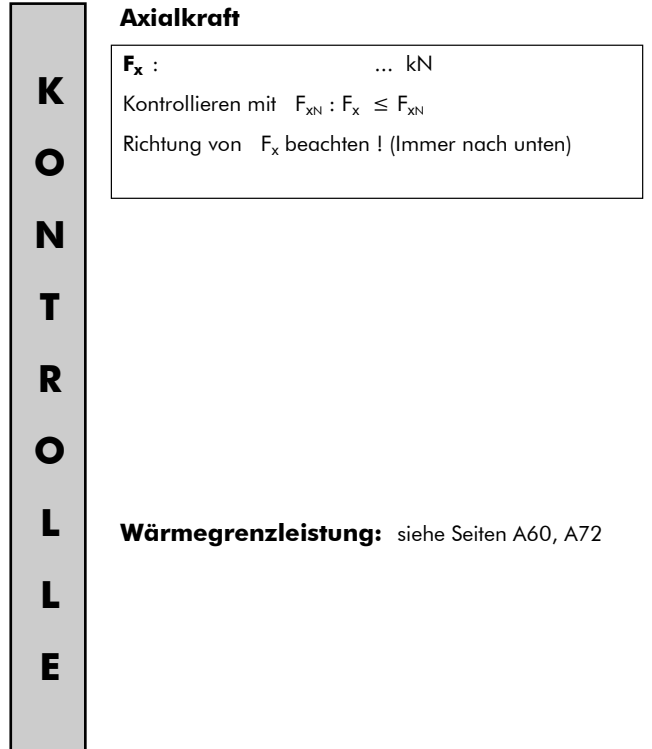 KONTROLLE
Axialkraft
Fx : ... kN
Kontrollieren mit FxN : Fx ≤ FxN
Richtung von Fx beachten ! (Immer nach unten)
Wärmegrenzleistung: siehe Seiten A60, A72